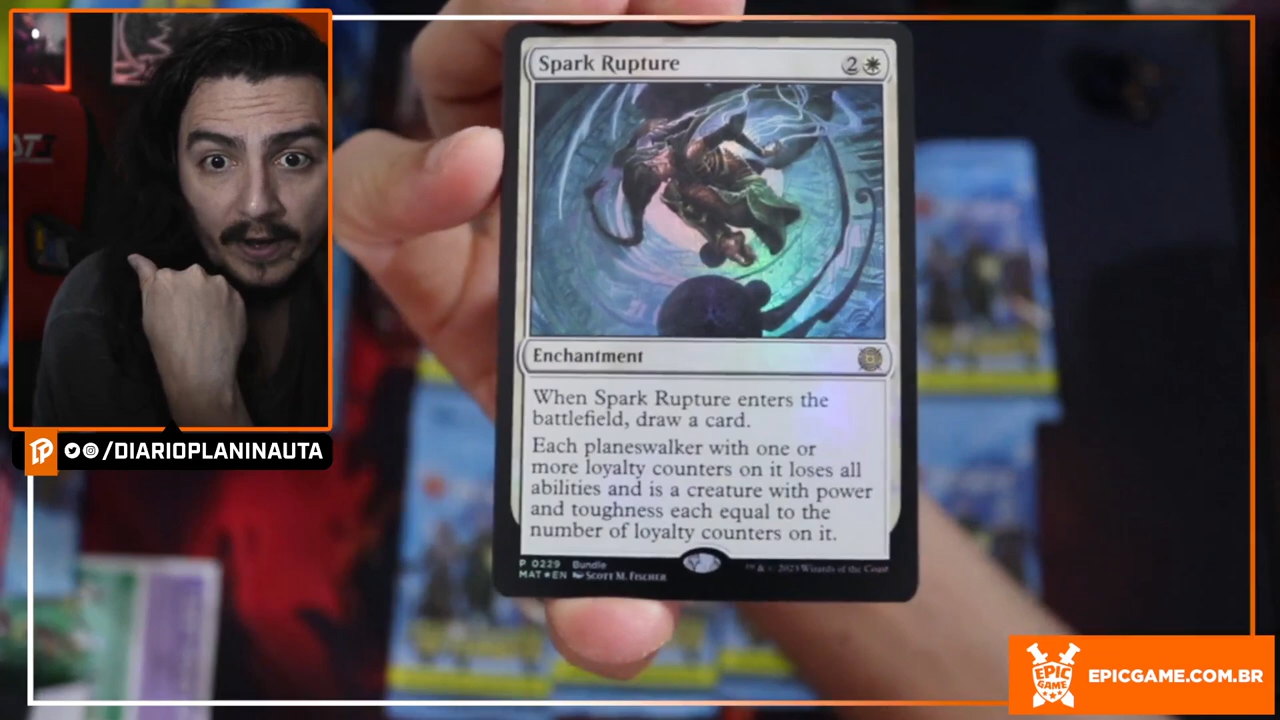 Spark Rupture 2
Enchantment
When Spark Rupture enters the
battlefield, draw a card.
Each planeswalker with one or
more loyalty counters on it loses all
abilities and is a creature with power
and toughness each equal to the
number of loyalty counters on it.
P 0229 Bundle
MAT★EN SCOTT M. FISCHER
™ & © 2023 Wizards of the Coast
/DIARIOPLANINAUTA
EPIC
GAME
EPICGAME.COM.BR